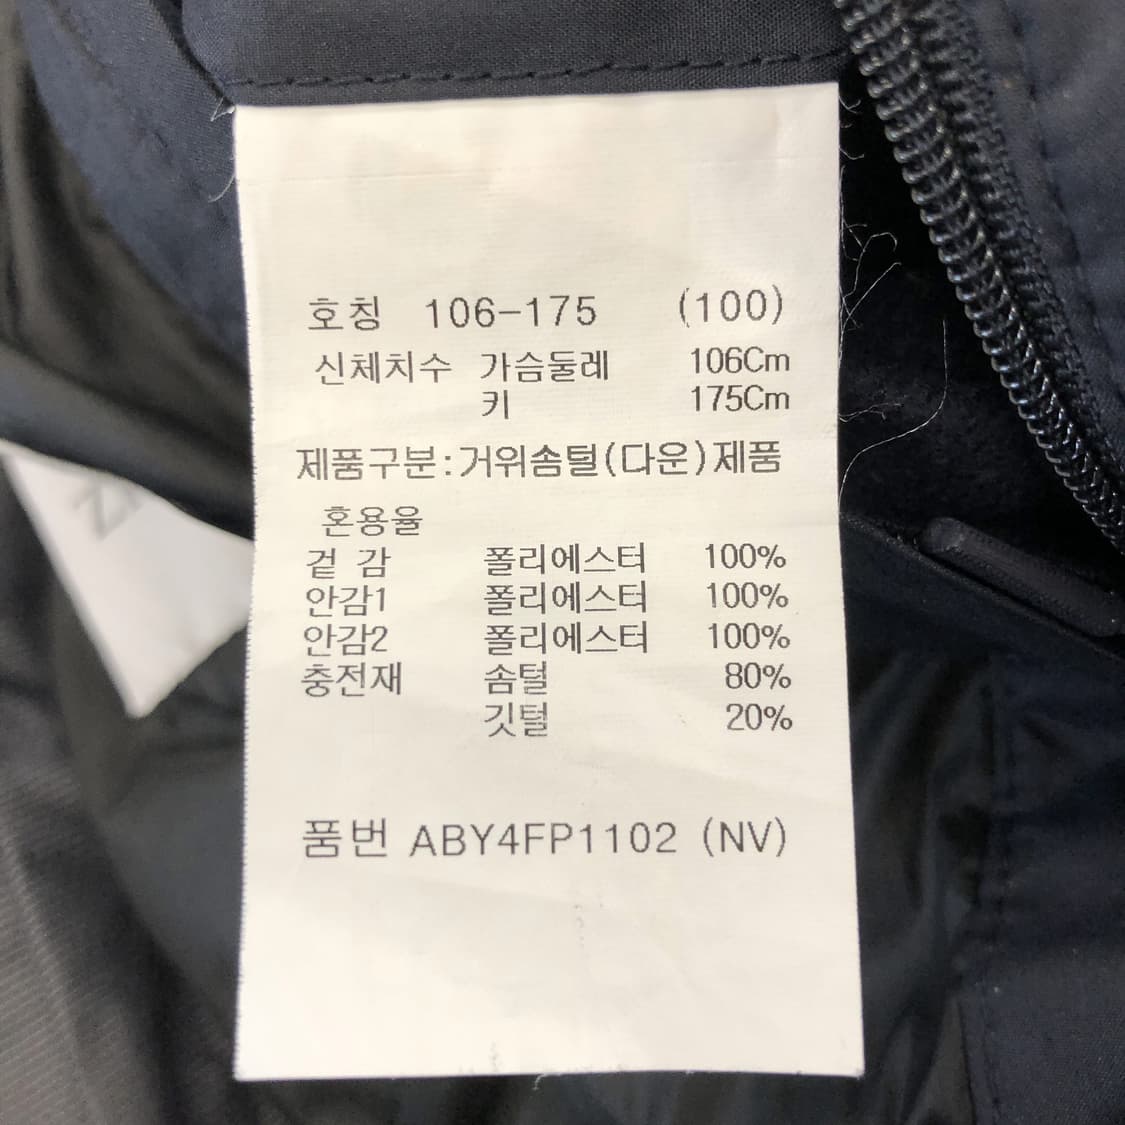 호칭 106-175 (100)
신체치수 가슴둘레 106Cm
키 175Cm
제품구분:거위솜털(다운)제품
혼용율
겉 감 폴리에스터 100%
안감1 폴리에스터 100%
안감2 폴리에스터 100%
충전재 솜털 80%
깃털 20%
품번 ABY4FP1102 (NV)